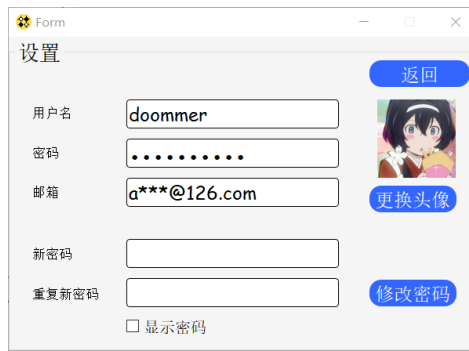 Form
设置
返回
用户名 doommer
密码 ●●●●●●●●●●
邮箱 a***@126.com
更换头像
新密码
重复新密码 修改密码
显示密码